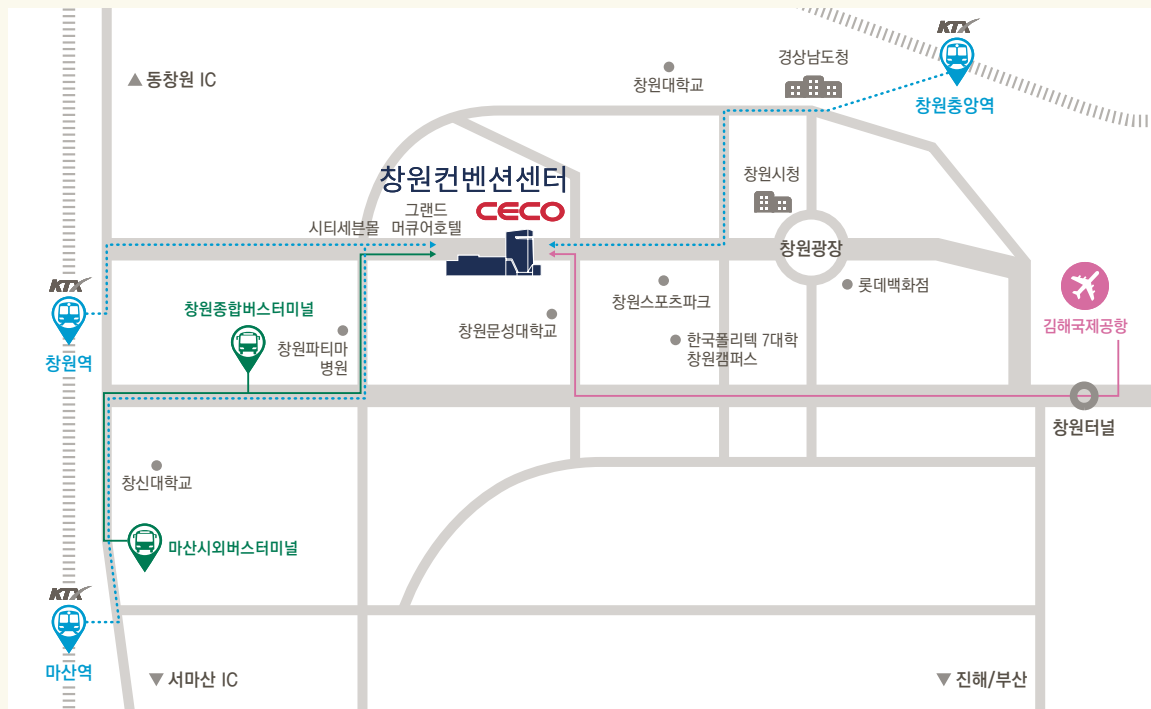 KTX
경상남도청
▲ 동창원 IC
창원대학교
창원충앙역
창원컨벤션센터
창원시청
그랜드
머큐어호텔
CECO
시티세븐몰
창원광장
KTX
롯데백화점
창원스포츠파크
창원종합버스터미널
창원문성대학교
김해국제공항
한국폴리텍 7대학
창원캠퍼스
창원파티마
병원
창원역
창원터널
창신대학교
마산시외버스터미널
KTX
마산역
▼ 서마산 IC
▼ 진해/부산